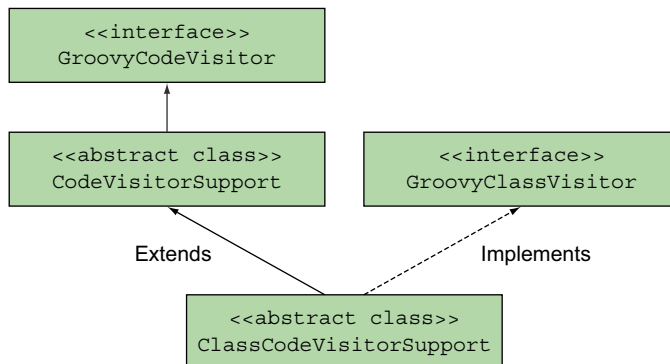 <<interface>>
GroovyCodeVisitor
<<abstract class>>
CodeVisitorSupport
<<interface>>
GroovyClassVisitor
Extends
Implements
<<abstract class>>
ClassCodeVisitorSupport